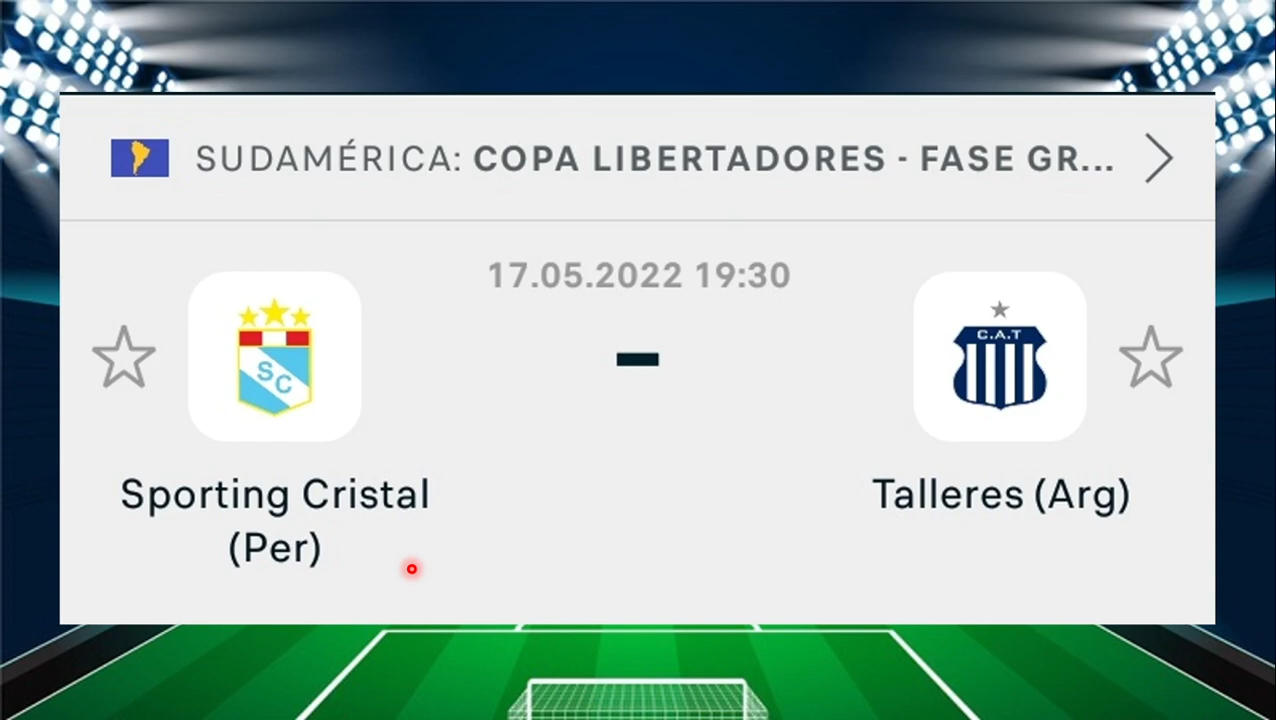 SUDAMÉRICA: COPA LIBERTADORES - FASE GR...
17.05.2022 19:30
SC
C.A.T
-
Sporting Cristal
(Per)
Talleres (Arg)